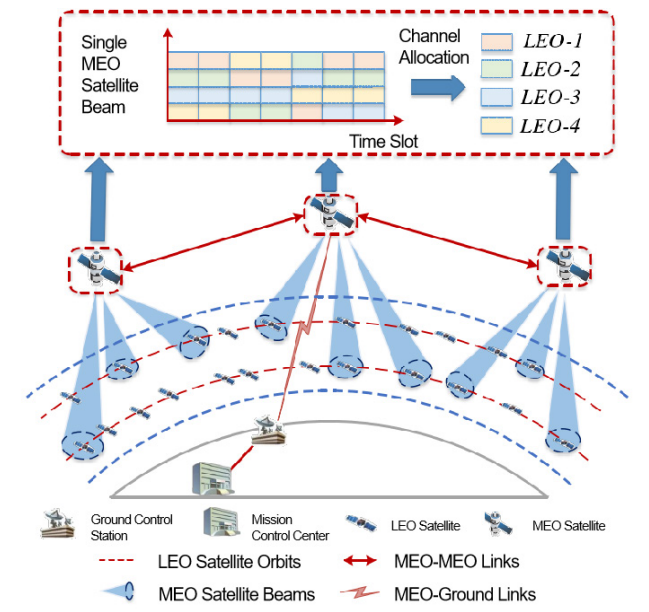 Single
MEO
Satellite
Beam
Time Slot
Channel
Allocation
LEO-1
LEO-2
LEO-3
LEO-4
Ground Control
Station
Mission
Control Center
LEO Satellite
MEO Satellite
LEO Satellite Orbits
MEO-MEO Links
MEO Satellite Beams
MEO-Ground Links